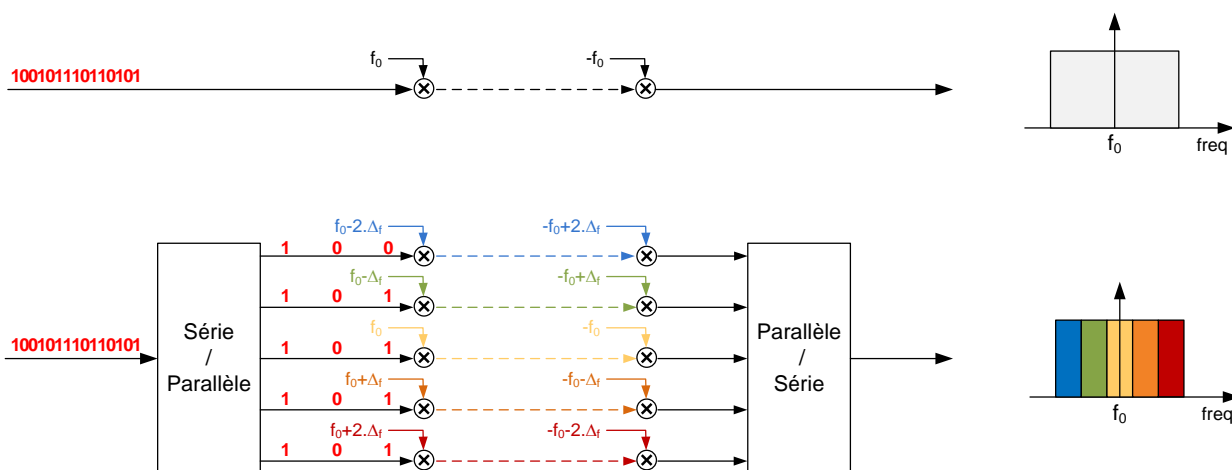 100101110110101
f0
-f0
f0
freq
f0-2.Δf
-f0+2.Δf
1 0 0
f0-Δf
-f0+Δf
1 0 1
f0
-f0
100101110110101
Série
/
Parallèle
1 0 1
Parallèle
/
Série
f0+Δf
-f0-Δf
1 0 1
f0+2.Δf
-f0-2.Δf
1 0 1
f0
freq